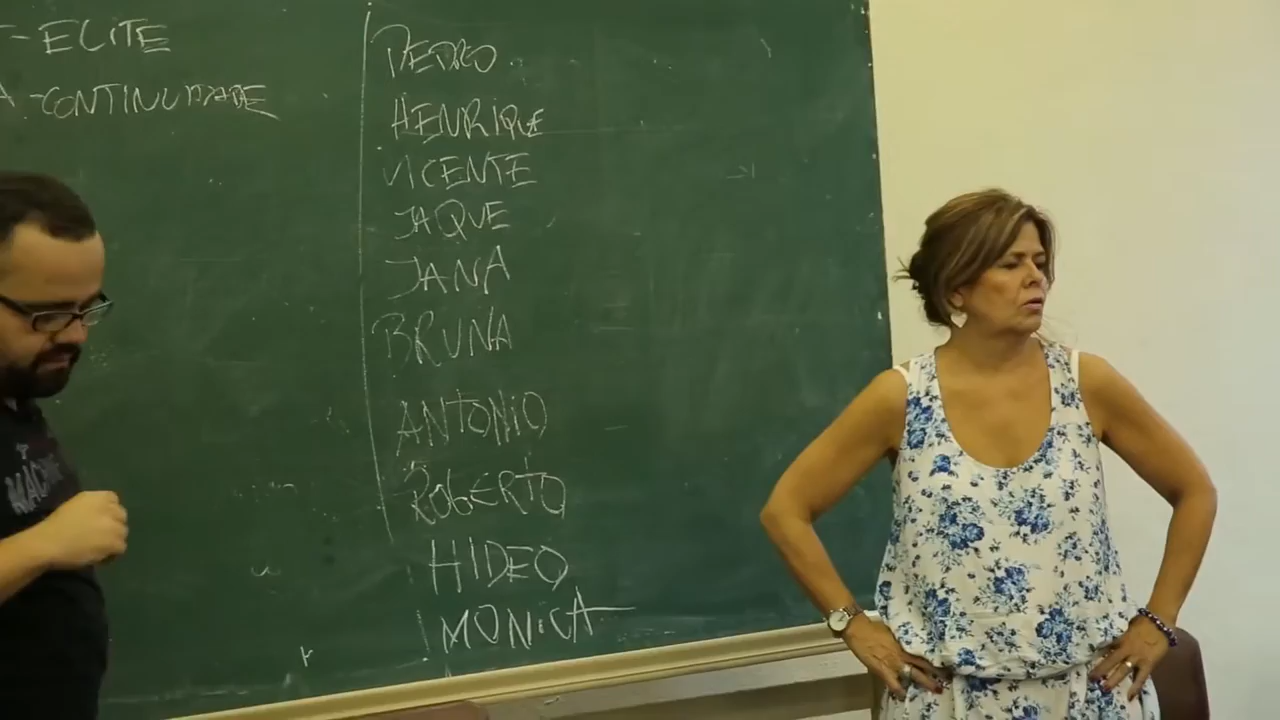 -ELITE
A-CONTINUIDADE
PEDRO
HENRIQUE
VICENTE
JAQUE
JANA
BRUNA
ANTONIO
ROBERTO
HIDEO
MONICA